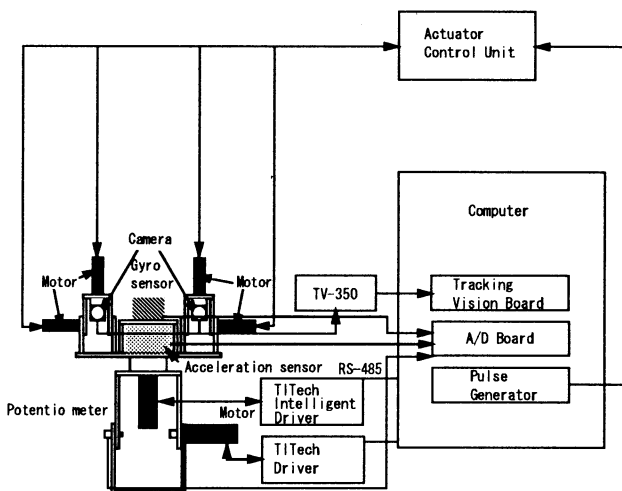 Actuator
Control Unit
Computer
Camera
Gyro
sensor
Motor
Motor
TV-350
Tracking
Vision Board
A/D Board
Acceleration sensor
RS-485
Pulse
Generator
TITech
Intelligent
Driver
Potentio meter
Motor
TITech
Driver